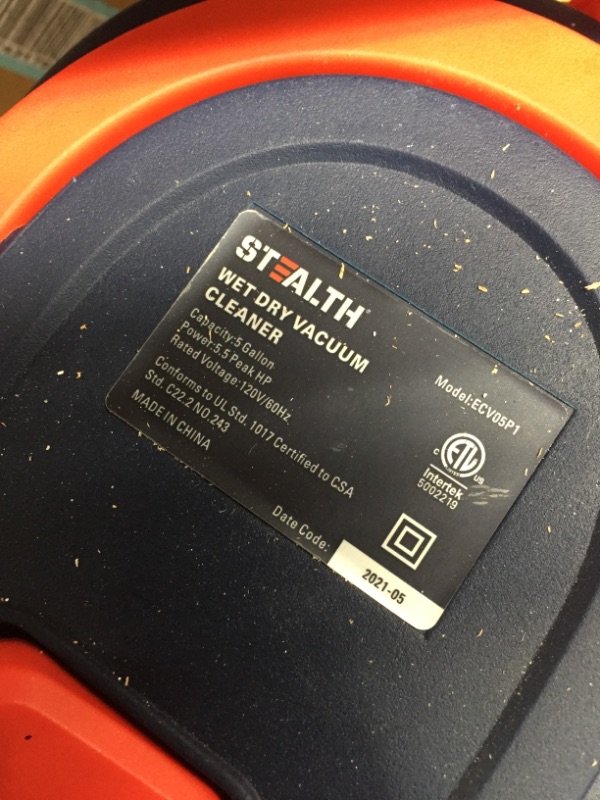 STEALTH®
WET DRY VACUUM
CLEANER
Capacity:5 Gallon
Power:5.5 Peak HP
Rated Voltage:120V/60Hz
Conforms to UL Std. 1017 Certified to CSA
Std. C22.2 NO.243
MADE IN CHINA
Model:ECV05P1
C ETL US
Intertek
5002219
Date Code:
2021-05